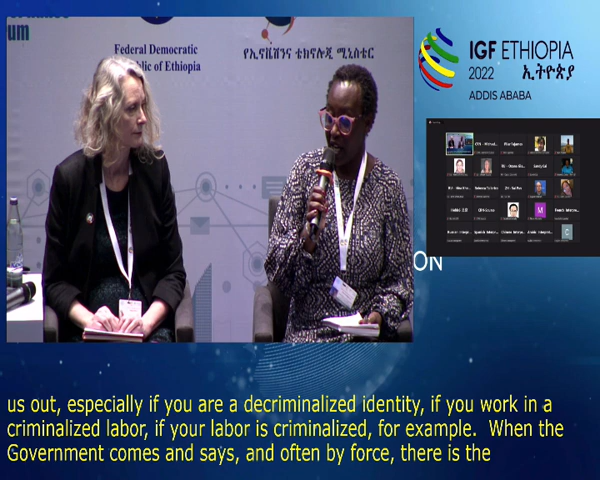 um
Federal Democratic
blic of Ethiopia
የኢኖቬሽንና ቴክኖሎጂ ሚኒስቴር
IGF ETHIOPIA
2022 ኢትዮጵያ
ADDIS ABABA
ON
us out, especially if you are a decriminalized identity, if you work in a
criminalized labor, if your labor is criminalized, for example. When the
Government comes and says, and often by force, there is the